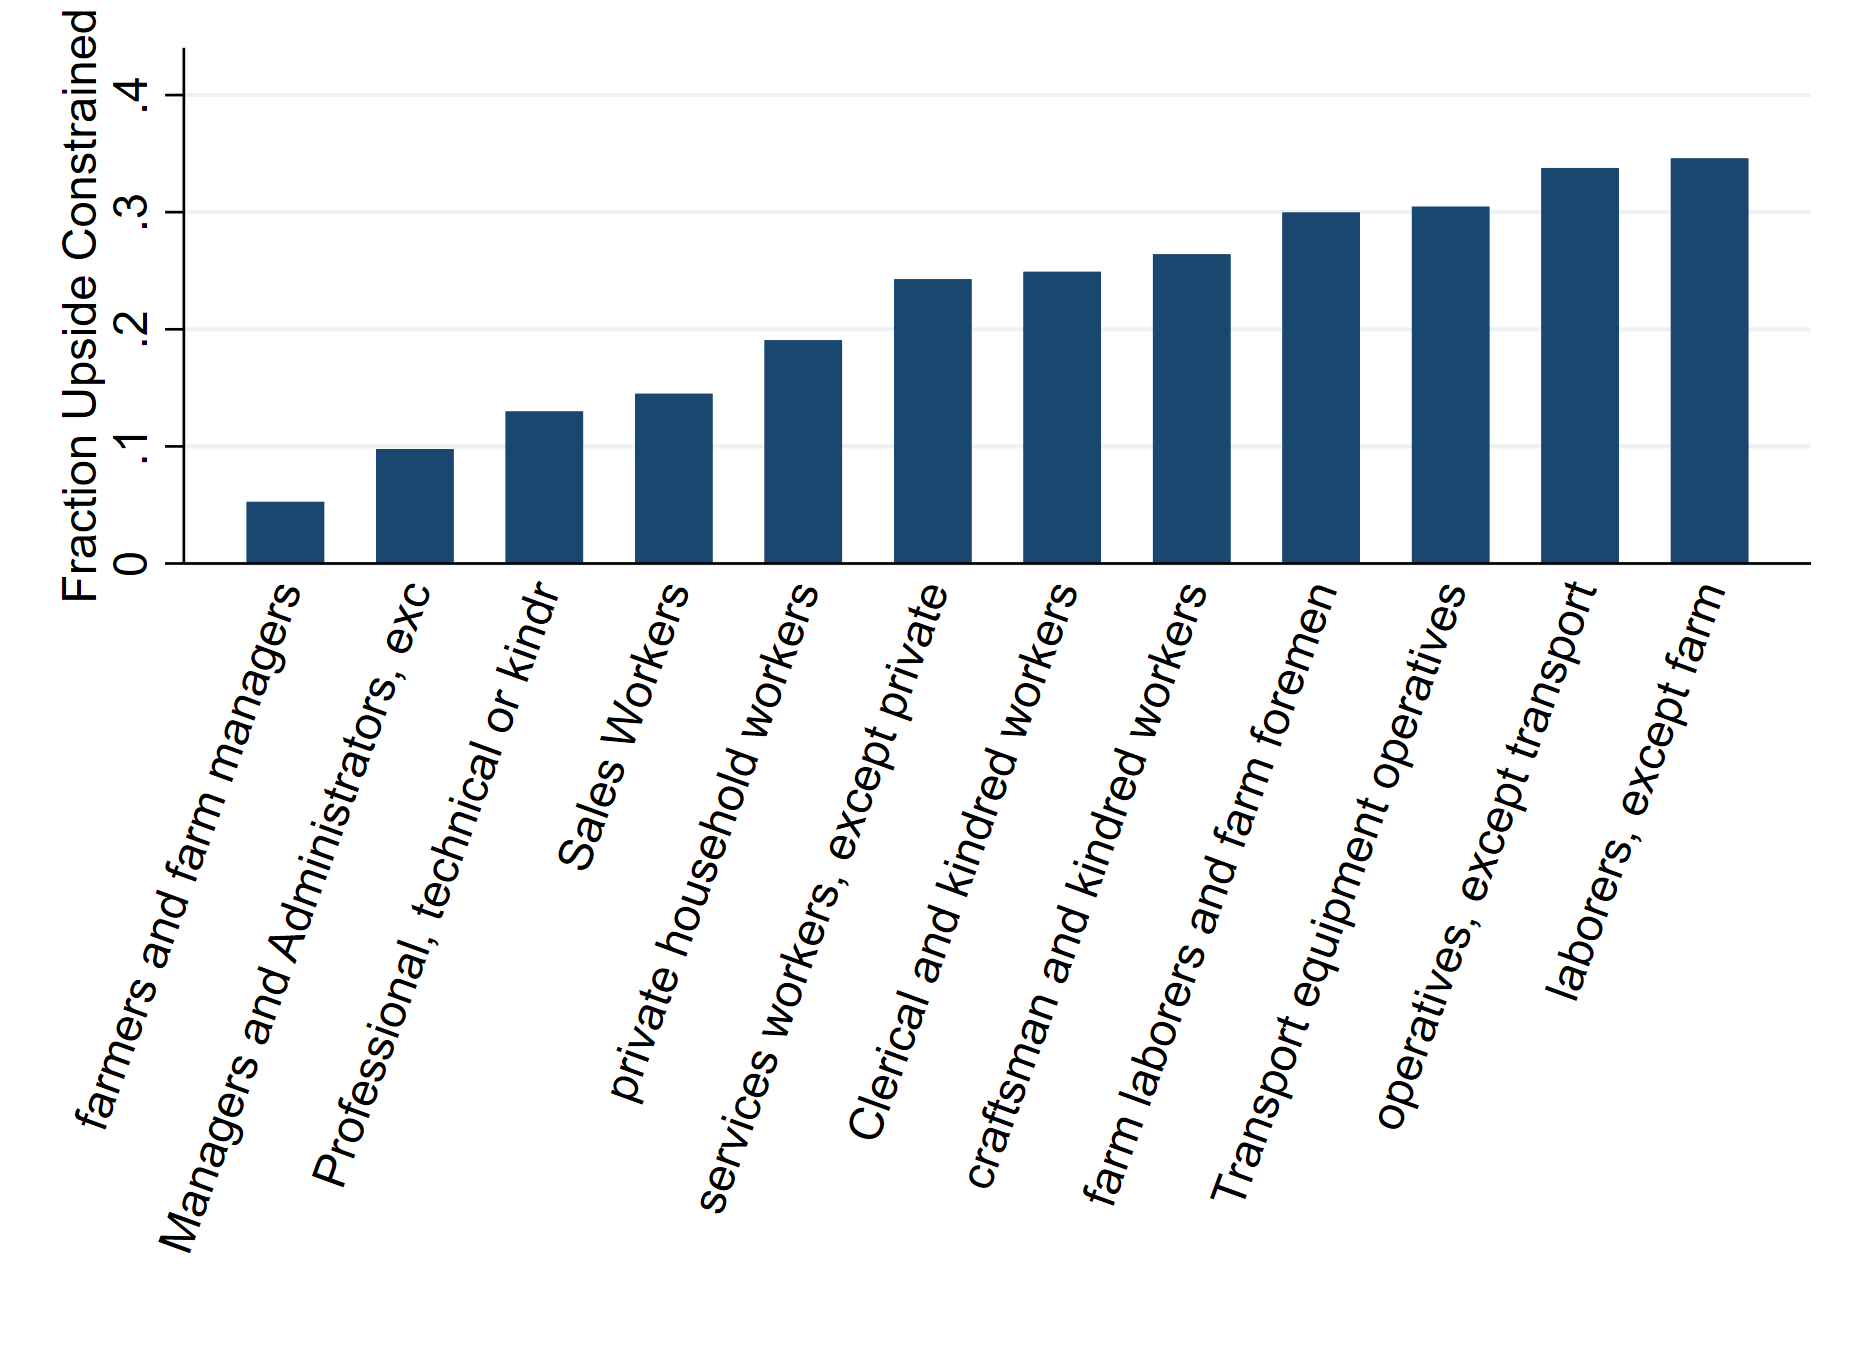 Fraction Upside Constrained
.4
.3
.2
.1
0
farmers and farm managers
Managers and Administrators, exc
Professional, technical or kindr
Sales Workers
private household workers
services workers, except private
Clerical and kindred workers
craftsman and kindred workers
farm laborers and farm foremen
Transport equipment operatives
operatives, except transport
laborers, except farm